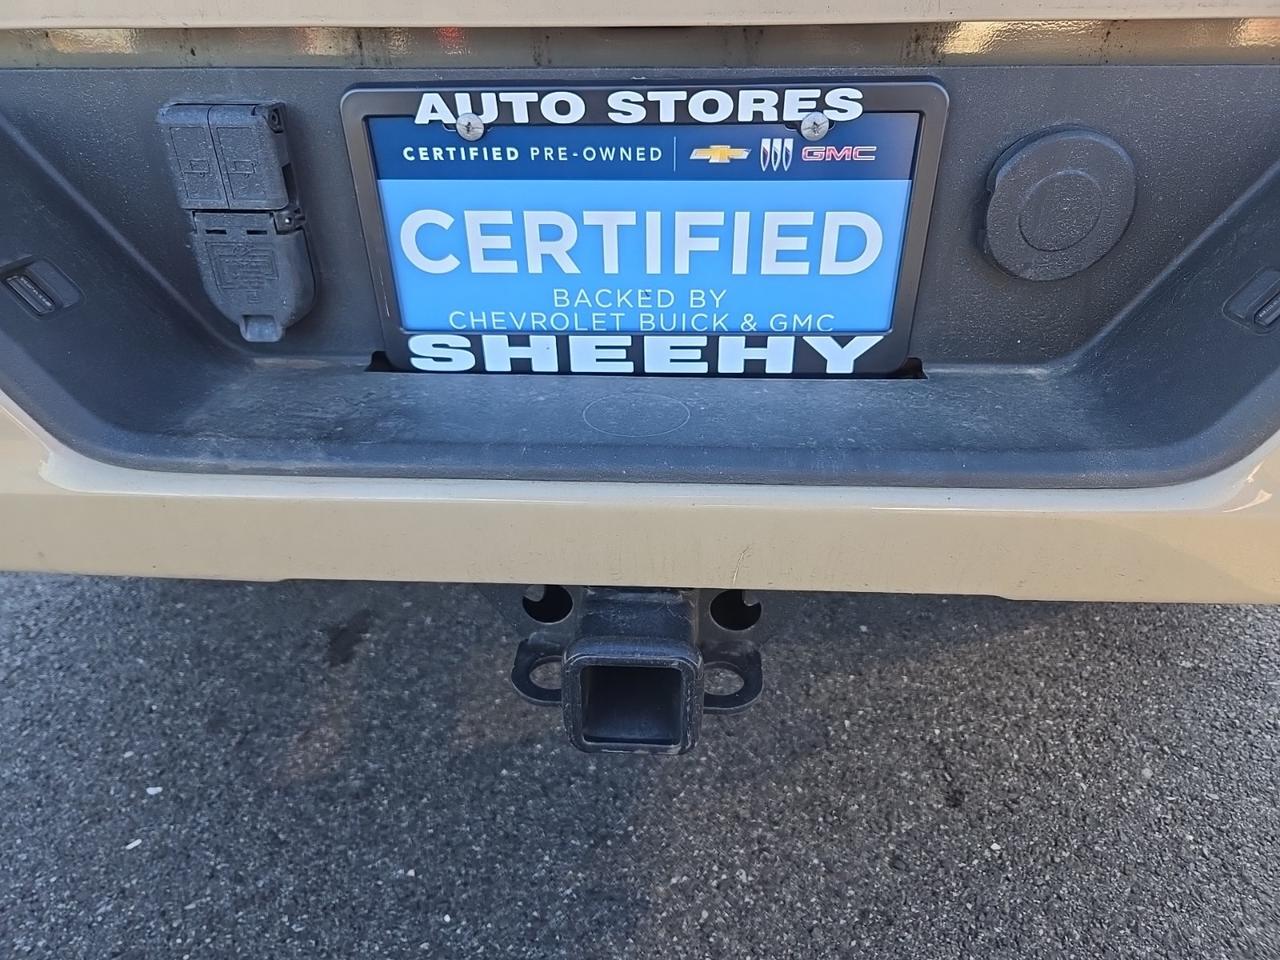 AUTO STORES
CERTIFIED PRE-OWNED GMC
CERTIFIED
BACKED BY
CHEVROLET BUICK & GMC
SHEEHY